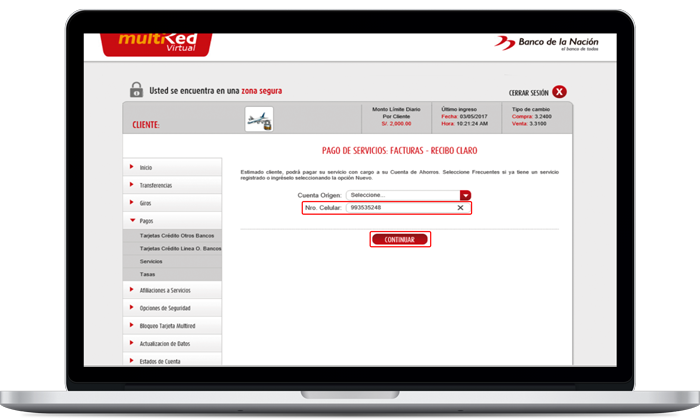 multired
Virtual
Banco de la Nación
el banco de todos
Usted se encuentra en una zona segura
CERRAR SESIÓN X
CLIENTE:
Monto Límite Diario
Por Cliente
S/. 2,000.00
Último ingreso
Fecha: 03/05/2017
Hora: 10:21:24 AM
Tipo de cambio
Compra: 3.2400
Venta: 3.3100
PAGO DE SERVICIOS: FACTURAS - RECIBO CLARO
Estimado cliente, podrá pagar su servicio con cargo a su Cuenta de Ahorros. Seleccione Frecuentes si ya tiene un servicio
registrado o ingréselo seleccionando la opción Nuevo.
Cuenta Origen: Seleccione...
Nro. Celular: 993535248
CONTINUAR
Inicio
Transferencias
Giros
Pagos
Tarjetas Crédito Otros Bancos
Tarjetas Crédito Línea O. Bancos
Servicios
Tasas
Afiliaciones a Servicios
Opciones de Seguridad
Bloqueo Tarjeta Multired
Actualizacion de Datos
Estados de Cuenta